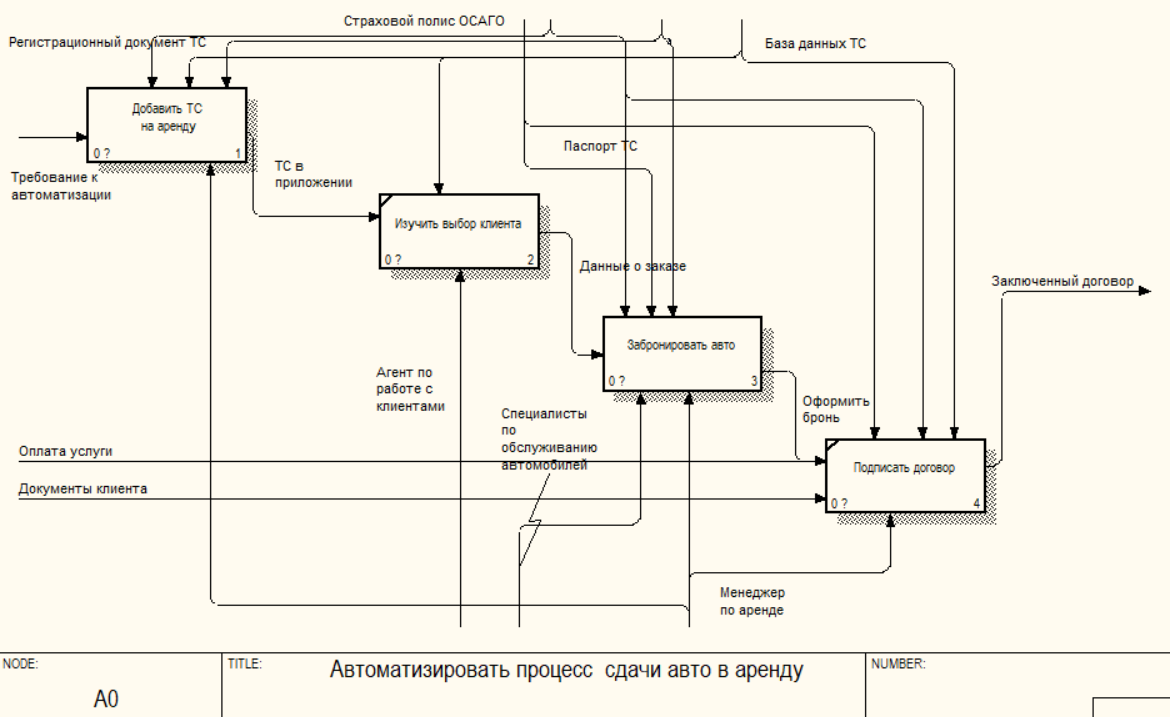 Страховой полис ОСАГО
Регистрационный документ ТС
База данных ТС
Добавить ТС
на аренду
0 ?
1
Требование к
автоматизации
ТС в
приложении
Паспорт ТС
Изучить выбор клиента
0 ?
2
Данные о заказе
Заключенный договор
Забронировать авто
0 ?
3
Агент по
работе с
клиентами
Специалисты
по
обслуживанию
автомобилей
Оформить
бронь
Оплата услуги
Документы клиента
Подписать договор
0 ?
4
Менеджер
по аренде
NODE:
A0
TITLE:
Автоматизировать процесс сдачи авто в аренду
NUMBER: